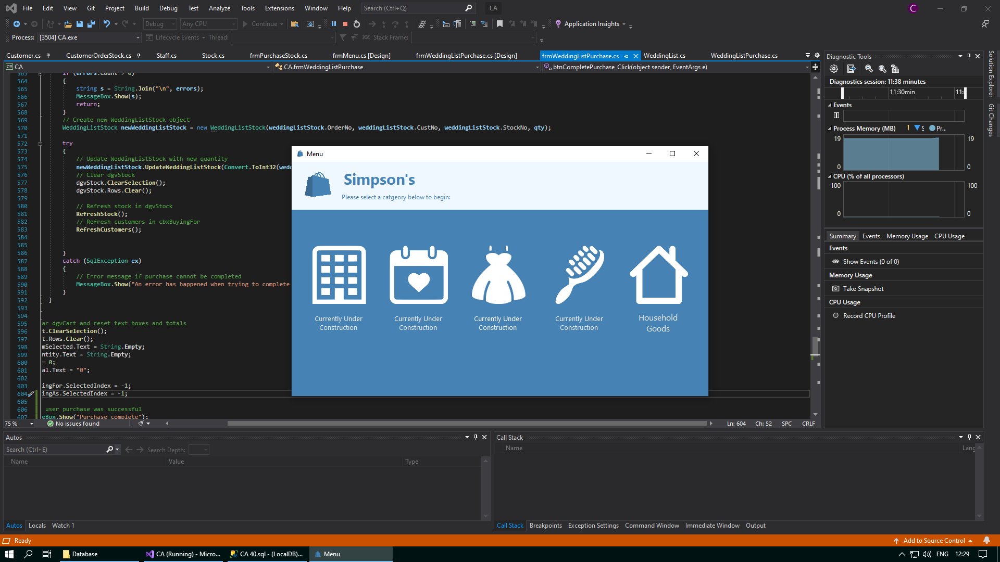 File Edit View Git Project Build Debug Test Analyze Tools Extensions Window Help Search (Ctrl+Q) CA C
Debug Any CPU Continue Application Insights
Process: [3504] CA.exe Lifecycle Events Thread: Stack Frame:
Customer.cs CustomerOrderStock.cs Staff.cs Stock.cs frmPurchaseStock.cs frmMenu.cs [Design] frmWeddingListPurchase.cs [Design] frmWeddingListPurchase.cs WeddingList.cs WeddingListPurchase.cs
CA CA.frmWeddingListPurchase btnCompletePurchase_Click(object sender, EventArgs e)
563 if (errors.Count > 0)
564 {
565 string s = String.Join("\n", errors);
566 MessageBox.Show(s);
567 return;
568 }
569 // Create new WeddingListStock object
570 WeddingListStock newWeddingListStock = new WeddingListStock(weddingListStock.OrderNo, weddingListStock.CustNo, weddingListStock.StockNo, qty);
571
572 try
573 {
574 // Update WeddingListStock with new quantity
575 newWeddingListStock.UpdateWeddingListStock(Convert.ToInt32(wedd
576 // Clear dgvStock
577 dgvStock.ClearSelection();
578 dgvStock.Rows.Clear();
579
580 // Refresh stock in dgvStock
581 RefreshStock();
582 // Refresh customers in cbxBuyingFor
583 RefreshCustomers();
584
585
586 }
587 catch (SqlException ex)
588 {
589 // Error message if purchase cannot be completed
590 MessageBox.Show("An error has happened when trying to complete
591 }
592 }
593
594
595 ar dgvCart and reset text boxes and totals
596 t.ClearSelection();
597 t.Rows.Clear();
598 mSelected.Text = String.Empty;
599 ntity.Text = String.Empty;
600 = 0;
601 al.Text = "0";
602
603 ingFor.SelectedIndex = -1;
604 ingAs.SelectedIndex = -1;
605
606 user purchase was successful
607 eBox.Show("Purchase complete");
75 % No issues found Ln: 604 Ch: 52 SPC CRLF
Menu
Simpson's
Please select a catgeory below to begin:
Currently Under
Construction
Currently Under
Construction
Currently Under
Construction
Currently Under
Construction
Household
Goods
Diagnostic Tools
Diagnostics session: 11:38 minutes
11:30min 11:4
Events
Process Memory (MB) S Pr...
19 19
0 0
CPU (% of all processors)
100 100
0 0
Summary Events Memory Usage CPU Usage
Events
Show Events (0 of 0)
Memory Usage
Take Snapshot
CPU Usage
Record CPU Profile
Solution Explorer
Git Changes
Autos
Search (Ctrl+E) Search Depth:
Name Value Type
Autos Locals Watch 1
Call Stack
Name Lang
Call Stack Breakpoints Exception Settings Command Window Immediate Window Output
Ready Add to Source Control
Database CA (Running) - Micro... CA 40.sql - (LocalDB)... Menu ENG 12:29